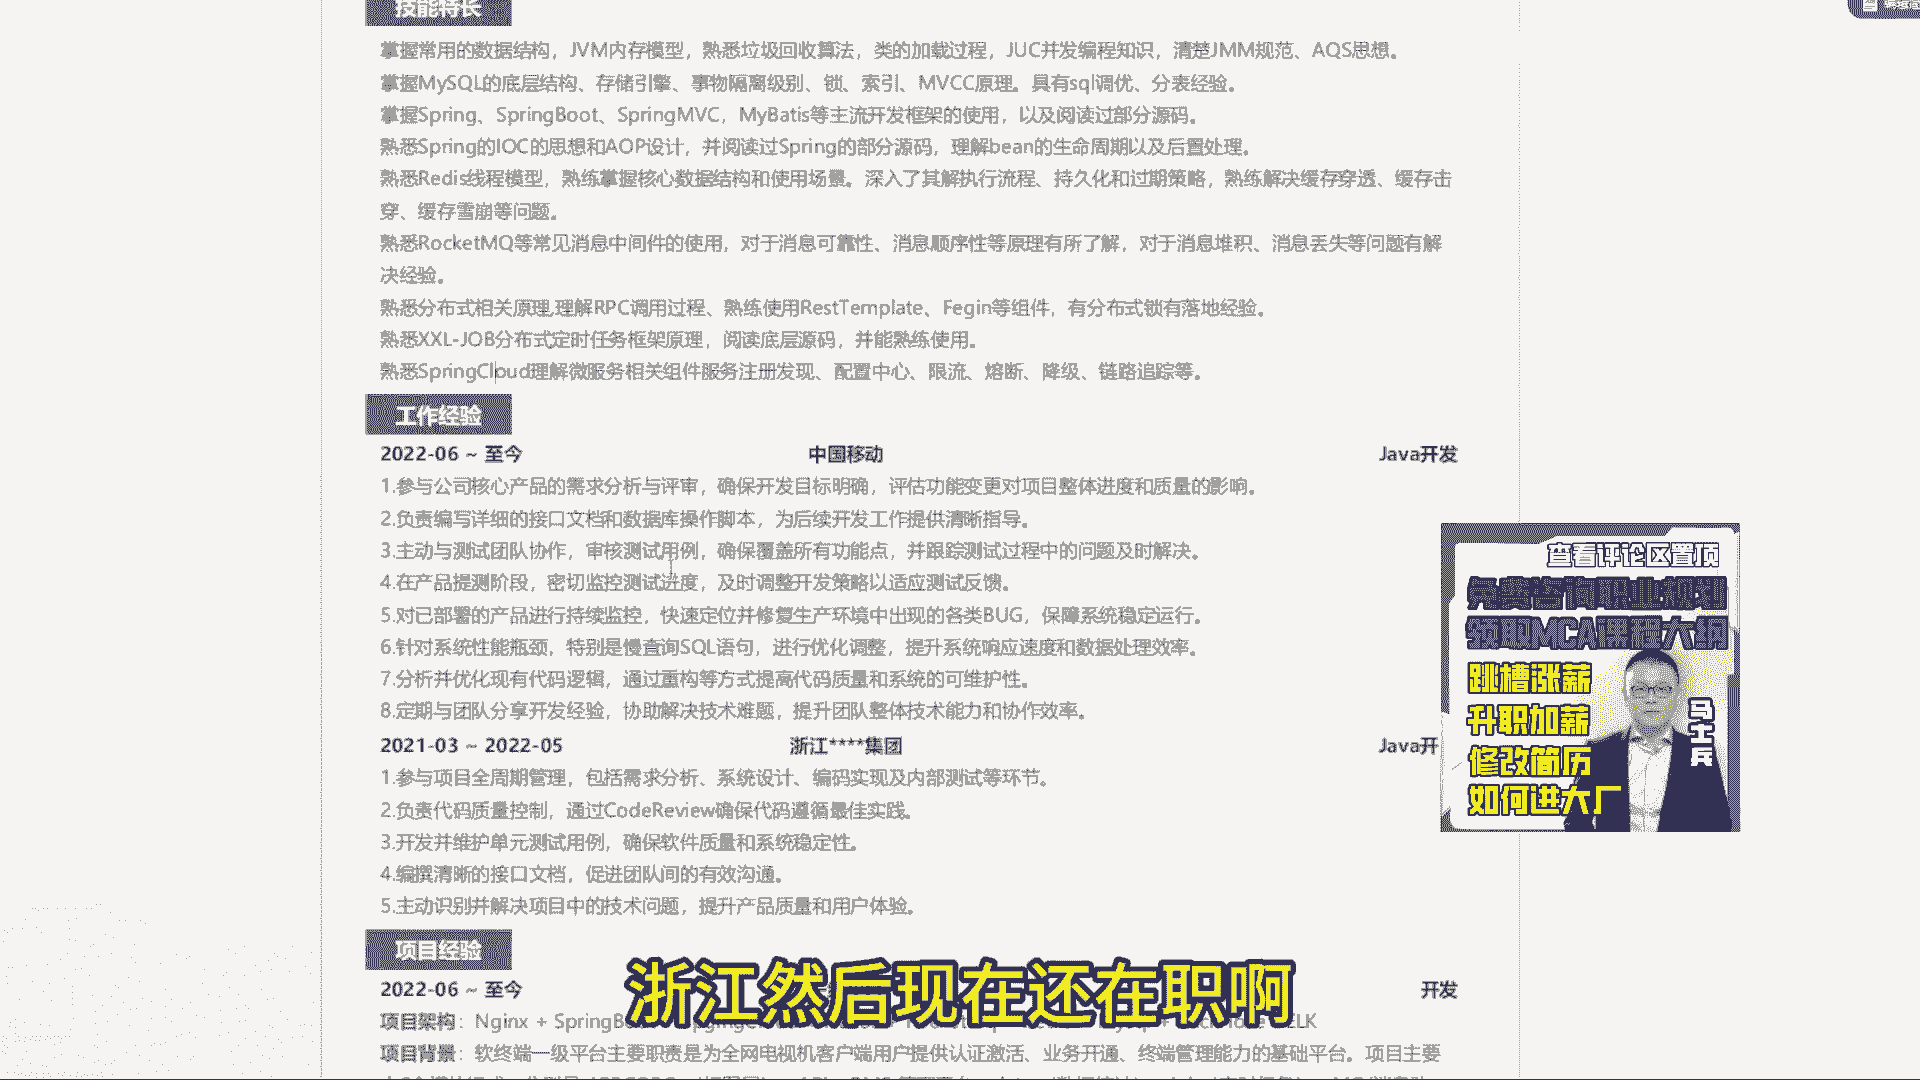 技能特长
掌握常用的数据结构，JVM内存模型，熟悉垃圾回收算法，类的加载过程，JUC并发编程知识，清楚JMM规范、AQS思想。
掌握MySQL的底层结构、存储引擎、事物隔离级别、锁、索引、MVCC原理。具有sql调优、分表经验。
掌握Spring、SpringBoot、SpringMVC，MyBatis等主流开发框架的使用，以及阅读过部分源码。
熟悉Spring的IOC的思想和AOP设计，并阅读过Spring的部分源码，理解bean的生命周期以及后置处理。
熟悉Redis线程模型，熟练掌握核心数据结构和使用场景。深入了其解执行流程、持久化和过期策略，熟练解决缓存穿透、缓存击
穿、缓存雪崩等问题。
熟悉RocketMQ等常见消息中间件的使用，对于消息可靠性、消息顺序性等原理有所了解，对于消息堆积、消息丢失等问题有解
决经验。
熟悉分布式相关原理,理解RPC调用过程、熟练使用RestTemplate、Fegin等组件，有分布式锁有落地经验。
熟悉XXL-JOB分布式定时任务框架原理，阅读底层源码，并能熟练使用。
熟悉SpringCloud理解微服务相关组件服务注册发现、配置中心、限流、熔断、降级、链路追踪等。
工作经验
2022-06 ~ 至今 中国移动 Java开发
1.参与公司核心产品的需求分析与评审，确保开发目标明确，评估功能变更对项目整体进度和质量的影响。
2.负责编写详细的接口文档和数据库操作脚本，为后续开发工作提供清晰指导。
3.主动与测试团队协作，审核测试用例，确保覆盖所有功能点，并跟踪测试过程中的问题及时解决。
4.在产品提测阶段，密切监控测试进度，及时调整开发策略以适应测试反馈。
5.对已部署的产品进行持续监控，快速定位并修复生产环境中出现的各类BUG，保障系统稳定运行。
6.针对系统性能瓶颈，特别是慢查询SQL语句，进行优化调整，提升系统响应速度和数据处理效率。
7.分析并优化现有代码逻辑，通过重构等方式提高代码质量和系统的可维护性。
8.定期与团队分享开发经验，协助解决技术难题，提升团队整体技术能力和协作效率。
2021-03 ~ 2022-05 浙江****集团 Java开
1.参与项目全周期管理，包括需求分析、系统设计、编码实现及内部测试等环节。
2.负责代码质量控制，通过CodeReview确保代码遵循最佳实践。
3.开发并维护单元测试用例，确保软件质量和系统稳定性。
4.编撰清晰的接口文档，促进团队间的有效沟通。
5.主动识别并解决项目中的技术问题，提升产品质量和用户体验。
查看评论区置顶
免费咨询职业规划
领取MCA课程大纲
跳槽涨薪
升职加薪
修改简历
如何进大厂
马士兵
项目经验
2022-06 ~ 至今 开发
项目架构：Nginx + SpringBo ELK
项目背景：软终端一级平台主要职责是为全网电视机客户端用户提供认证激活、业务开通、终端管理能力的基础平台。项目主要
浙江然后现在还在职啊